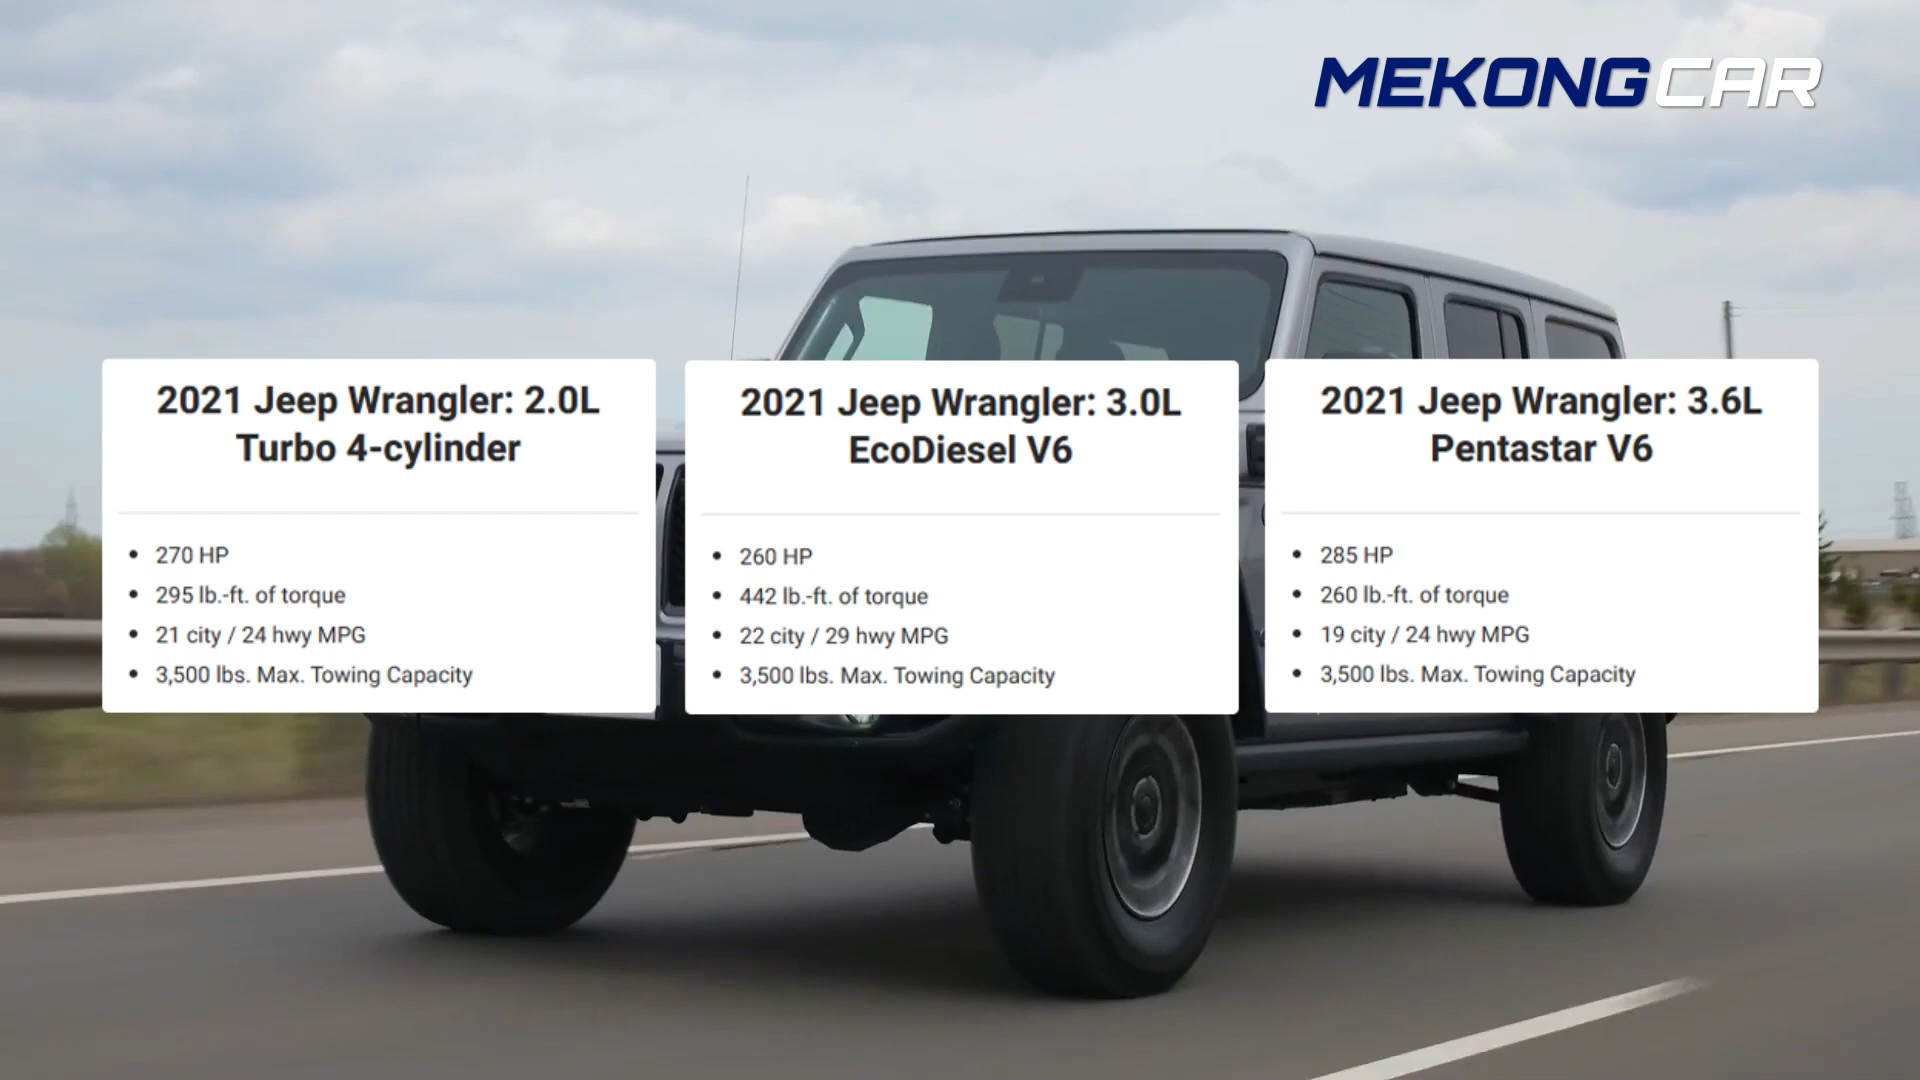 MEKONGCAR
2021 Jeep Wrangler: 2.0L
Turbo 4-cylinder
• 270 HP
• 295 lb.-ft. of torque
• 21 city / 24 hwy MPG
• 3,500 lbs. Max. Towing Capacity
2021 Jeep Wrangler: 3.0L
EcoDiesel V6
• 260 HP
• 442 lb.-ft. of torque
• 22 city / 29 hwy MPG
• 3,500 lbs. Max. Towing Capacity
2021 Jeep Wrangler: 3.6L
Pentastar V6
• 285 HP
• 260 lb.-ft. of torque
• 19 city / 24 hwy MPG
• 3,500 lbs. Max. Towing Capacity